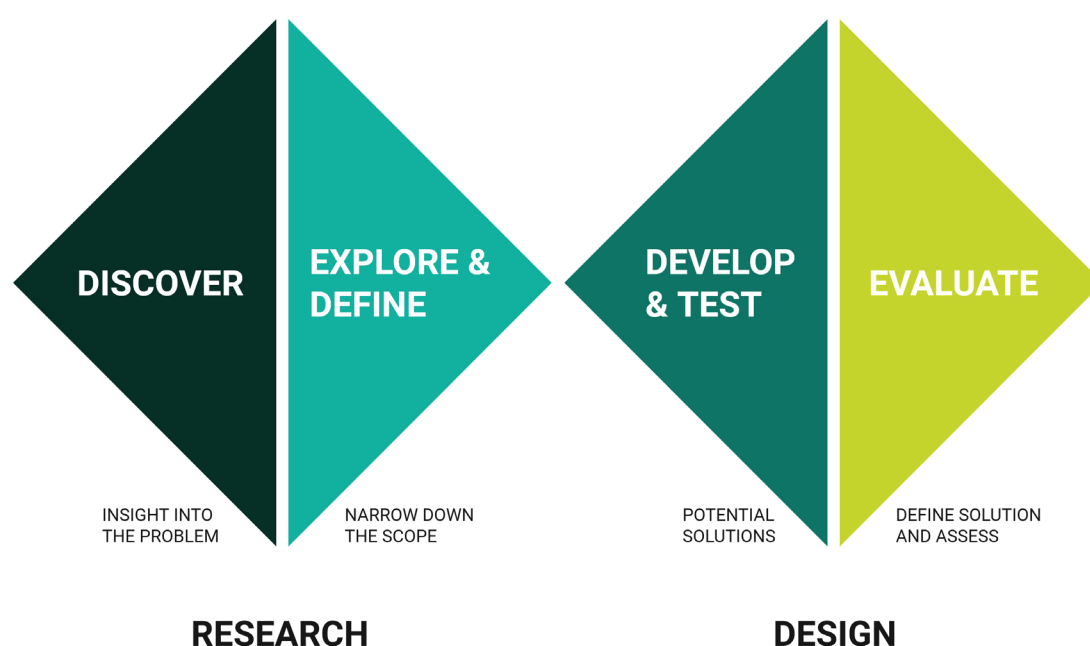 DISCOVER
EXPLORE &
DEFINE
DEVELOP
& TEST
EVALUATE
INSIGHT INTO
THE PROBLEM
NARROW DOWN
THE SCOPE
POTENTIAL
SOLUTIONS
DEFINE SOLUTION
AND ASSESS
RESEARCH
DESIGN